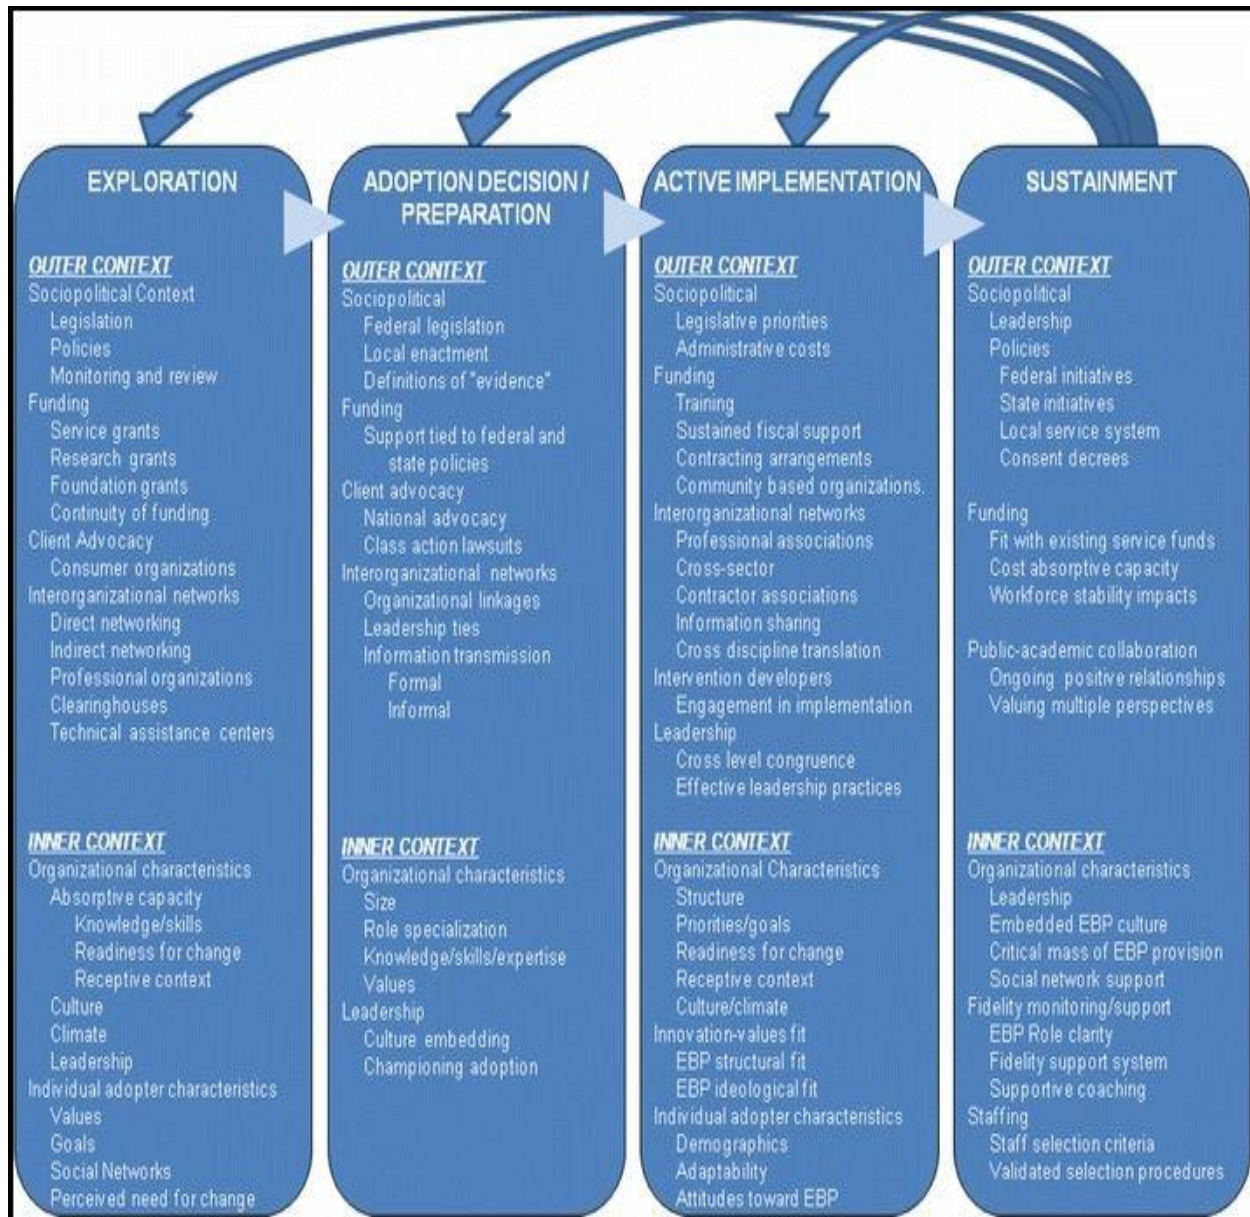 EXPLORATION
OUTER CONTEXT
Sociopolitical Context
Legislation
Policies
Monitoring and review
Funding
Service grants
Research grants
Foundation grants
Continuity of funding
Client Advocacy
Consumer organizations
Interorganizational networks
Direct networking
Indirect networking
Professional organizations
Clearinghouses
Technical assistance centers
INNER CONTEXT
Organizational characteristics
Absorptive capacity
Knowledge/skills
Readiness for change
Receptive context
Culture
Climate
Leadership
Individual adopter characteristics
Values
Goals
Social Networks
Perceived need for change
ADOPTION DECISION /
PREPARATION
OUTER CONTEXT
Sociopolitical
Federal legislation
Local enactment
Definitions of "evidence"
Funding
Support tied to federal and
state policies
Client advocacy
National advocacy
Class action lawsuits
Interorganizational networks
Organizational linkages
Leadership ties
Information transmission
Formal
Informal
INNER CONTEXT
Organizational characteristics
Size
Role specialization
Knowledge/skills/expertise
Values
Leadership
Culture embedding
Championing adoption
ACTIVE IMPLEMENTATION
OUTER CONTEXT
Sociopolitical
Legislative priorities
Administrative costs
Funding
Training
Sustained fiscal support
Contracting arrangements
Community based organizations.
Interorganizational networks
Professional associations
Cross-sector
Contractor associations
Information sharing
Cross discipline translation
Intervention developers
Engagement in implementation
Leadership
Cross level congruence
Effective leadership practices
INNER CONTEXT
Organizational Characteristics
Structure
Priorities/goals
Readiness for change
Receptive context
Culture/climate
Innovation-values fit
EBP structural fit
EBP ideological fit
Individual adopter characteristics
Demographics
Adaptability
Attitudes toward EBP
SUSTAINMENT
OUTER CONTEXT
Sociopolitical
Leadership
Policies
Federal initiatives
State initiatives
Local service system
Consent decrees
Funding
Fit with existing service funds
Cost absorptive capacity
Workforce stability impacts
Public-academic collaboration
Ongoing positive relationships
Valuing multiple perspectives
INNER CONTEXT
Organizational characteristics
Leadership
Embedded EBP culture
Critical mass of EBP provision
Social network support
Fidelity monitoring/support
EBP Role clarity
Fidelity support system
Supportive coaching
Staffing
Staff selection criteria
Validated selection procedures